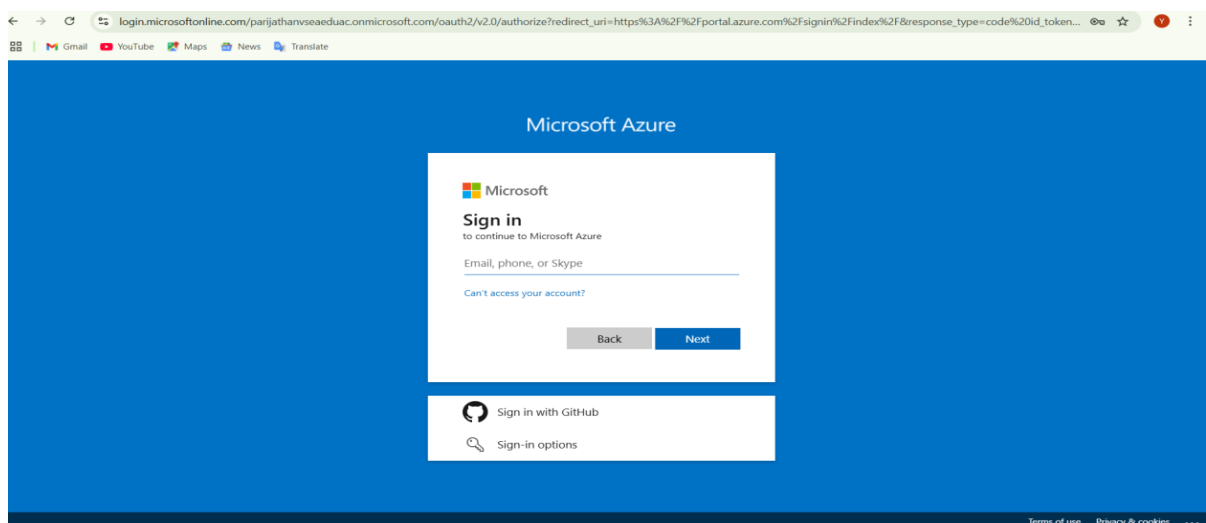 login.microsoftonline.com/parijathanvseaeduac.onmicrosoft.com/oauth2/v2.0/authorize?redirect_uri=https%3A%2F%2Fportal.azure.com%2Fsignin%2Findex%2F&response_type=code%20id_token...
Y
Gmail YouTube Maps News Translate
Microsoft Azure
Microsoft
Sign in
to continue to Microsoft Azure
Email, phone, or Skype
Can't access your account?
Back Next
Sign in with GitHub
Sign-in options
Terms of use Privacy & cookies ...